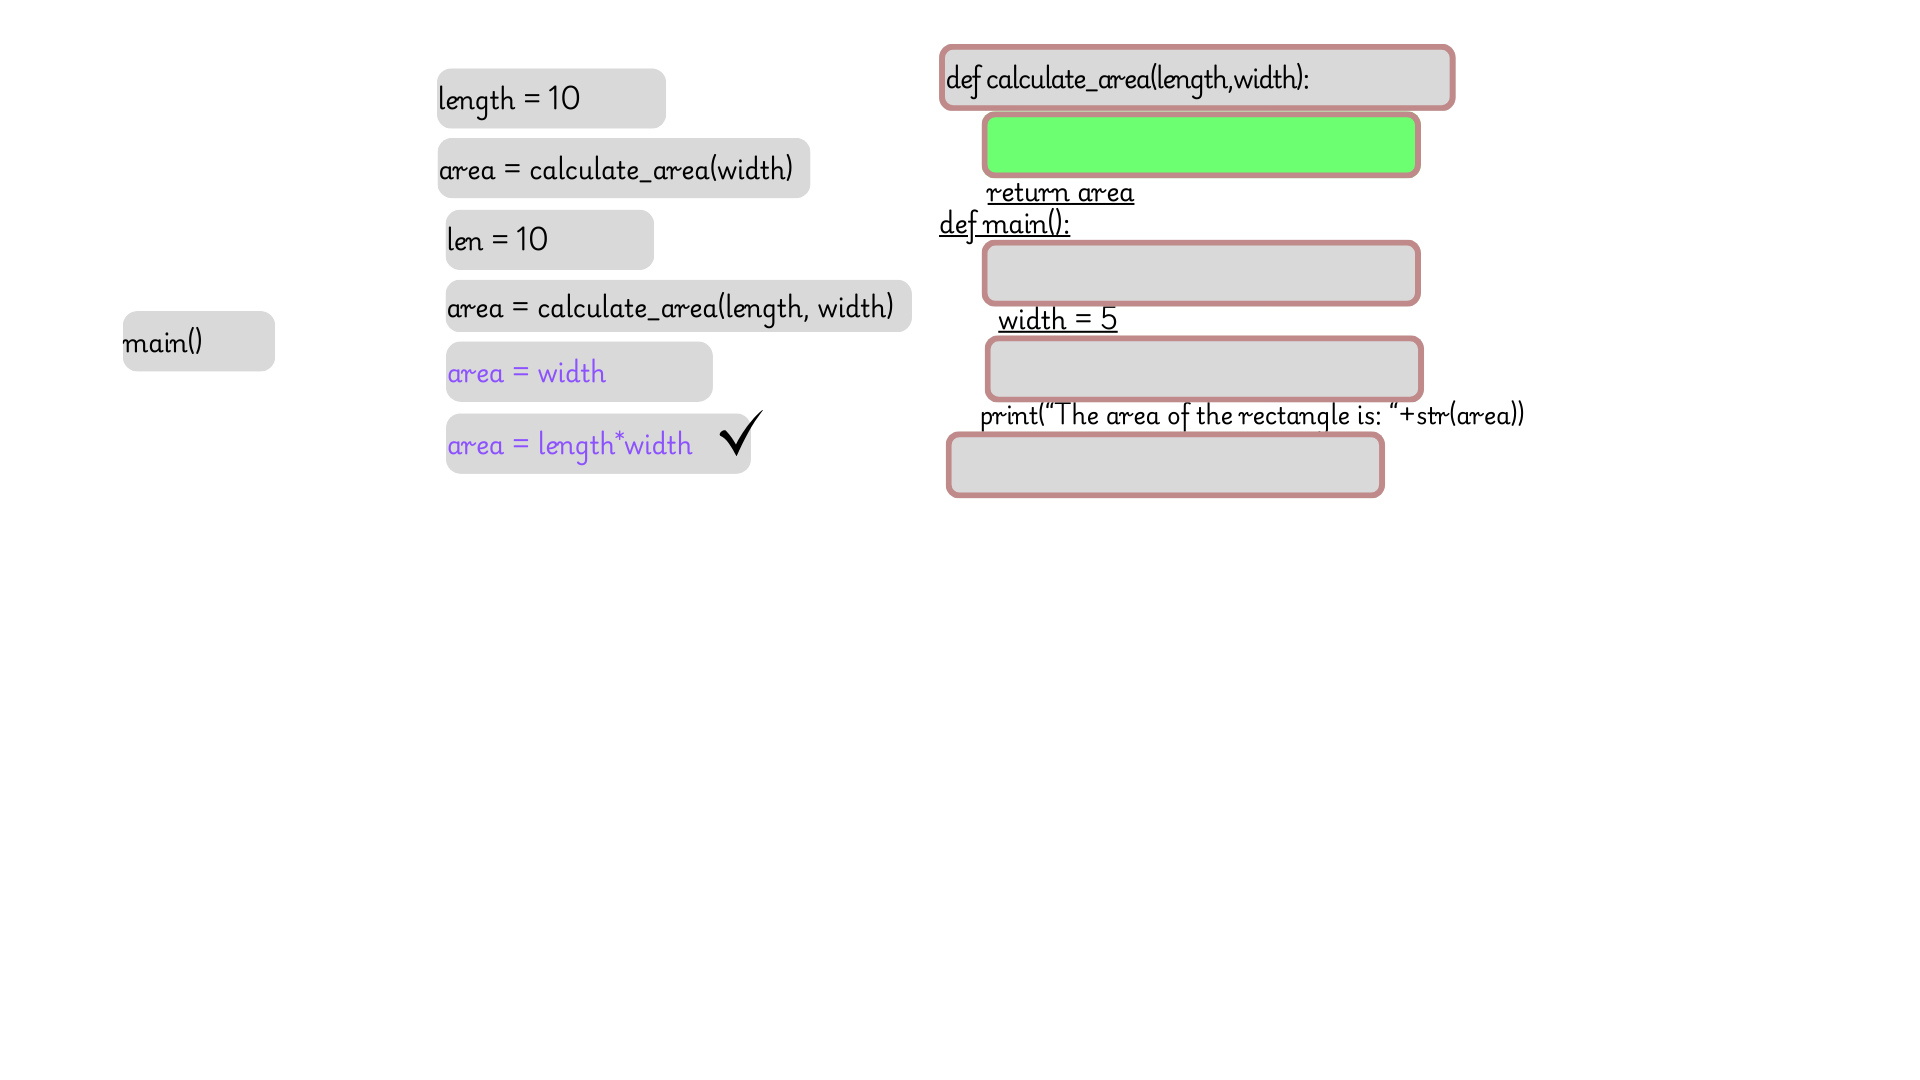 main()
length = 10
area = calculate_area(width)
len = 10
area = calculate_area(length, width)
area = width
area = length*width
def calculate_area(length,width):
return area
def main():
width = 5
print(“The area of the rectangle is: “+str(area))